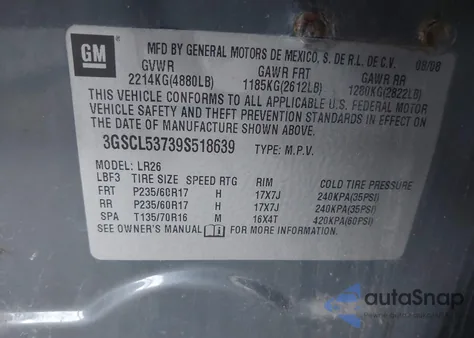 GM
MFD BY GENERAL MOTORS DE MEXICO, S. DE R.L. DE C.V. 09/08
GVWR GAWR FRT GAWR RR
2214KG(4880LB) 1185KG(2612LB) 1280KG(2822LB)
THIS VEHICLE CONFORMS TO ALL APPLICABLE U.S. FEDERAL MOTOR
VEHICLE SAFETY AND THEFT PREVENTION STANDARDS IN EFFECT ON
THE DATE OF MANUFACTURE SHOWN ABOVE.
3GSCL53739S518639 TYPE: M.P.V.
MODEL: LR26
LBF3 TIRE SIZE SPEED RTG RIM COLD TIRE PRESSURE
FRT P235/60R17 H 17X7J 240KPA(35PSI)
RR P235/60R17 H 17X7J 240KPA(35PSI)
SPA T135/70R16 M 16X4T 420KPA(60PSI)
SEE OWNER'S MANUAL FOR MORE INFORMATION
autoSnap